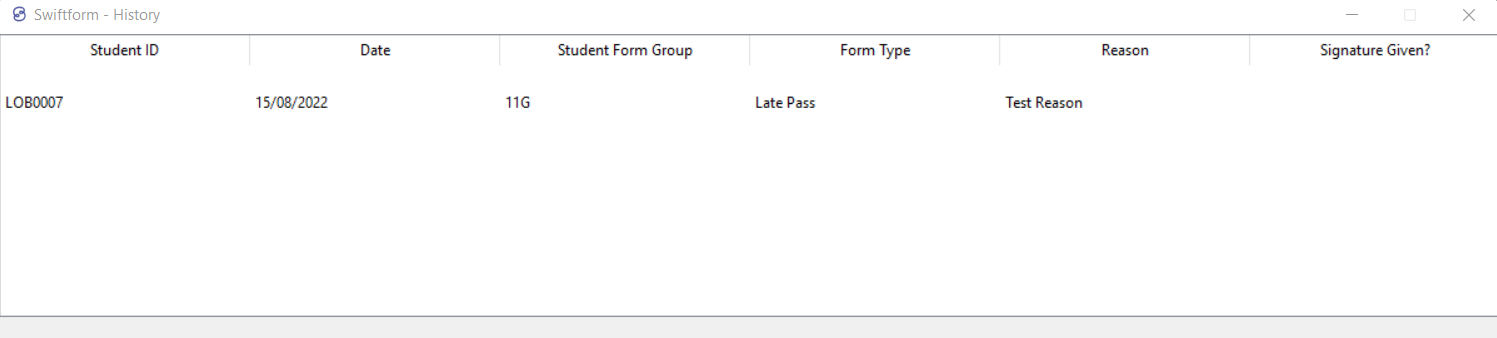 Swiftform - History
Student ID Date Student Form Group Form Type Reason Signature Given?
LOB0007 15/08/2022 11G Late Pass Test Reason